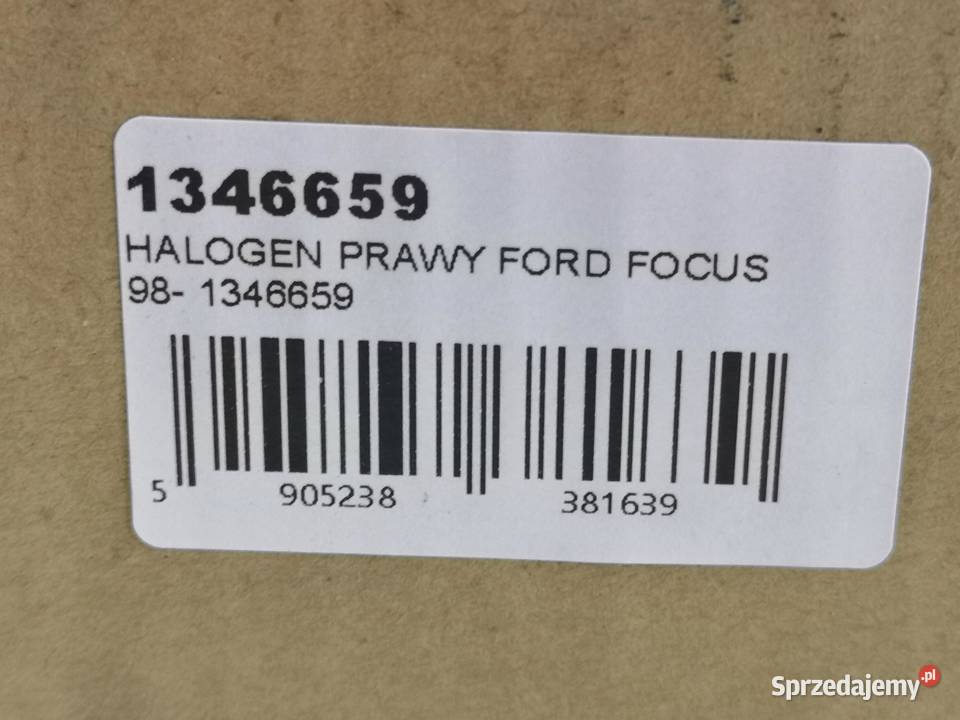 1346659
HALOGEN PRAWY FORD FOCUS
98- 1346659
5 905238 381639
Sprzedajemy.pl